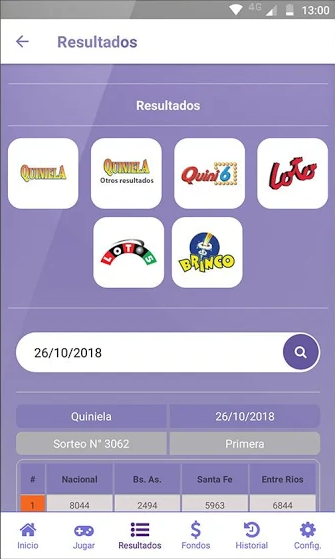 4G 13:00
Resultados
Resultados
QUINIELA
QUINIELA
Otros resultados
Quini 6
LOTO
LOTO 5
BRINCO
26/10/2018
Quiniela 26/10/2018
Sorteo N° 3062 Primera
# Nacional Bs. As. Santa Fe Entre Rios
1 8044 2494 5963 6844
Inicio Jugar Resultados Fondos Historial Config.